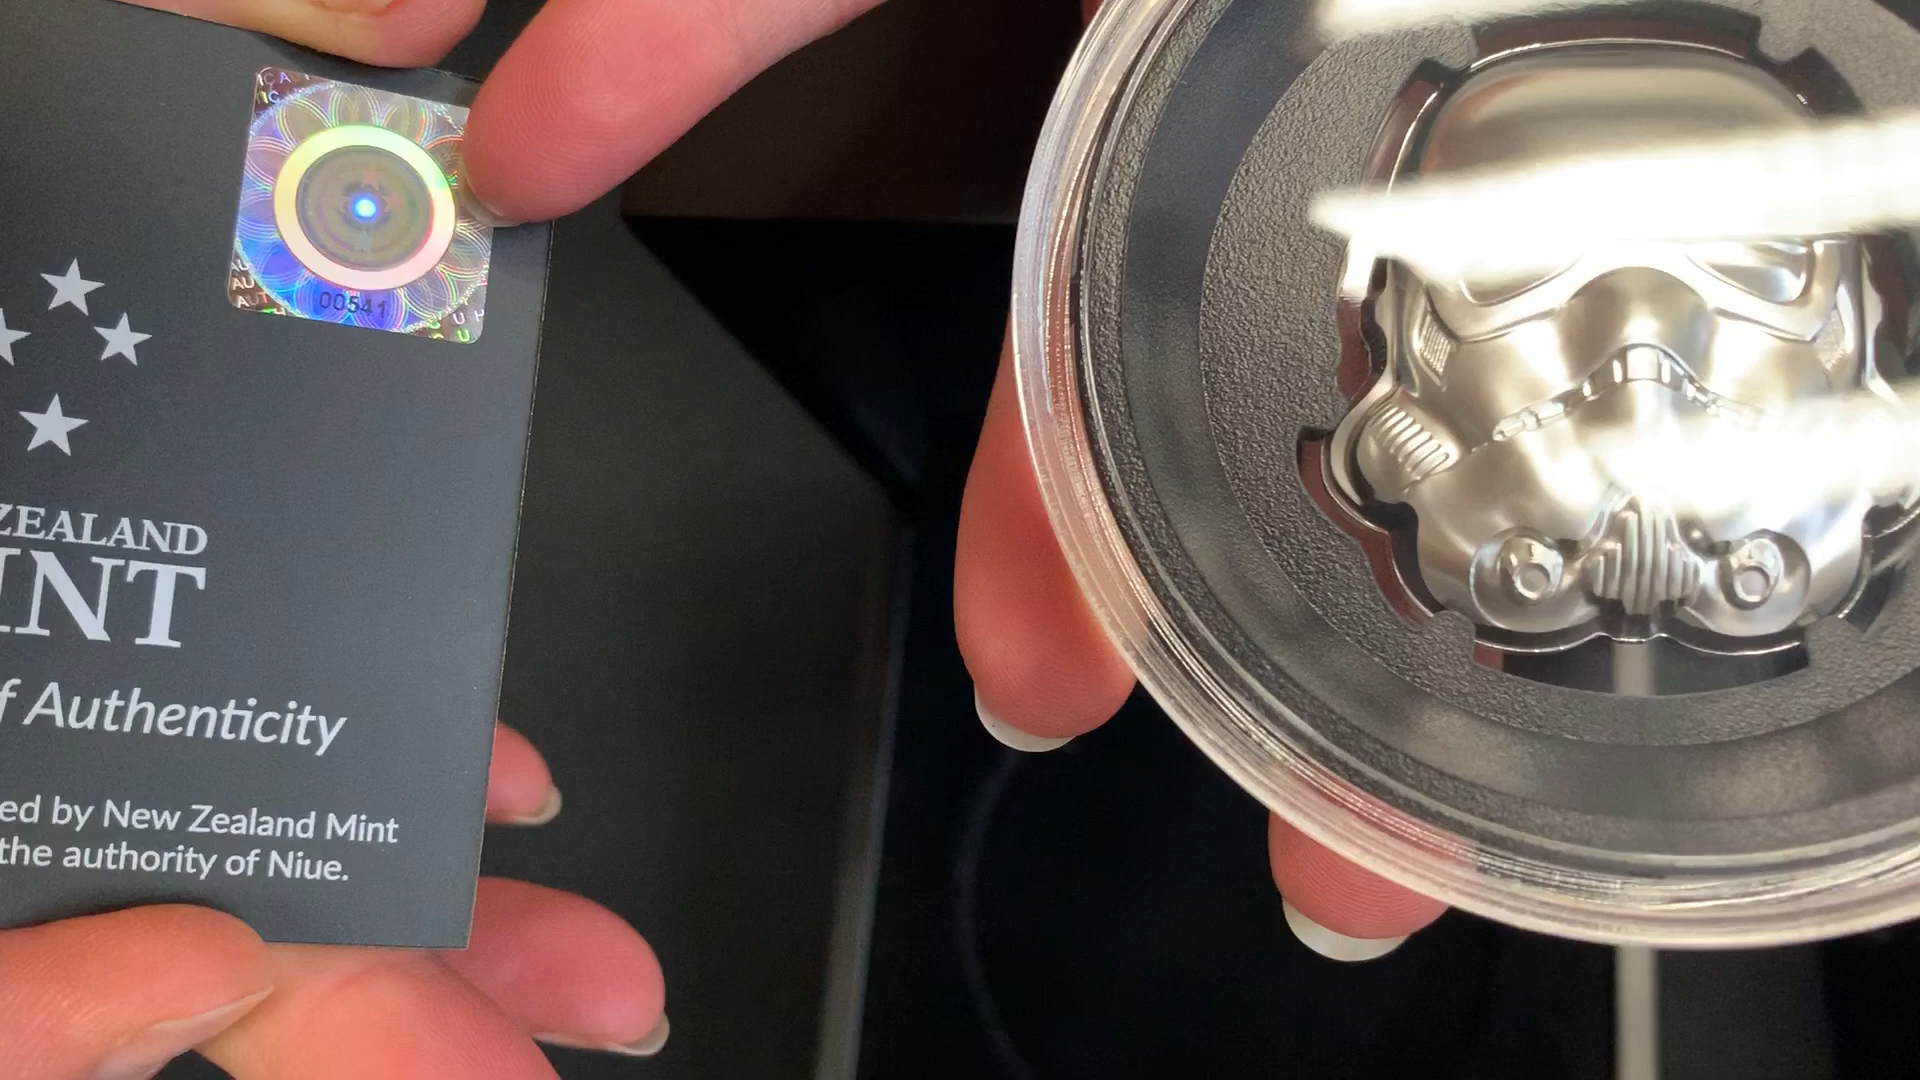 00541
ZEALAND
INT
f Authenticity
ed by New Zealand Mint
the authority of Niue.